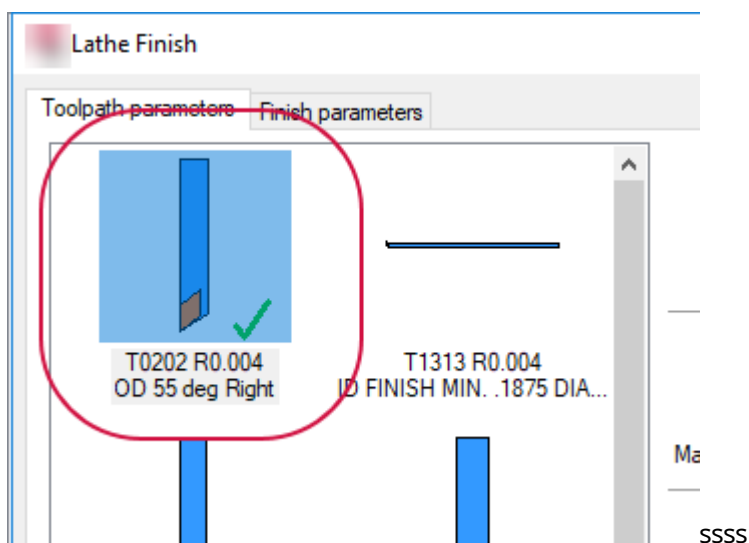 Lathe Finish
Toolpath parameters Finish parameters
T0202 R0.004 T1313 R0.004
OD 55 deg Right ID FINISH MIN. .1875 DIA...
Ma
ssss